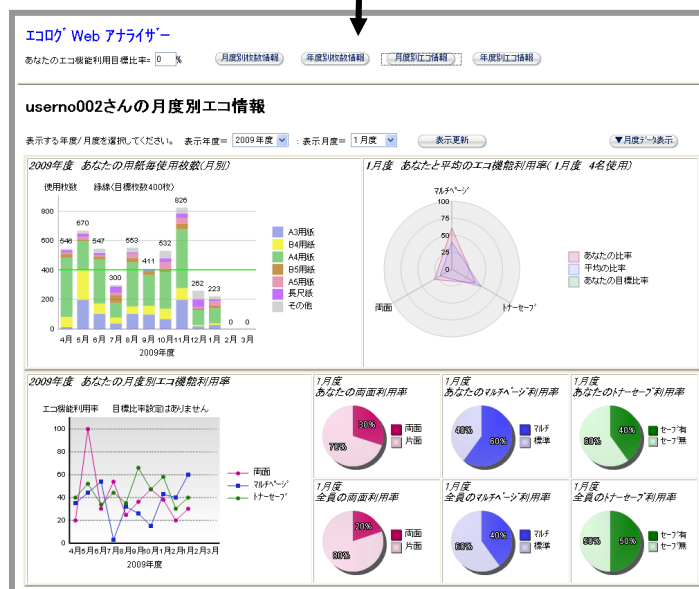 エコログ Web アナライザー
あなたのエコ機能利用目標比率= 0 %
月度別枚数情報 年度別枚数情報 月度別エコ情報 年度別エコ情報
userno002さんの月度別エコ情報
表示する年度/月度を選択してください。 表示年度= 2009年度 : 表示月度= 1月度 表示更新 ▼月度データ表示
2009年度 あなたの用紙毎使用枚数(月別)
使用枚数 緑線(目標枚数400枚)
800
600
400
200
0
548 670 547 300 553 411 532 826 262 223 0 0
4月 5月 6月 7月 8月 9月 10月 11月 12月 1月 2月 3月
2009年度
A3用紙
B4用紙
A4用紙
B5用紙
A5用紙
長尺紙
その他
1月度 あなたと平均のエコ機能利用率(1月度 4名使用)
マルチページ
100
75
50
25
0
両面
トナーセーブ
あなたの比率
平均の比率
あなたの目標比率
2009年度 あなたの月度別エコ機能利用率
エコ機能利用率 目標比率設定はありません
100
80
60
40
20
0
4月5月6月7月8月9月10月11月12月1月2月3月
2009年度
両面
マルチページ
トナーセーブ
1月度
あなたの両面利用率
30%
70%
両面
片面
1月度
あなたのマルチページ利用率
40%
60%
マルチ
標準
1月度
あなたのトナーセーブ利用率
60%
40%
セーブ有
セーブ無
1月度
全員の両面利用率
20%
80%
両面
片面
1月度
全員のマルチページ利用率
40%
60%
マルチ
標準
1月度
全員のトナーセーブ利用率
50%
50%
セーブ有
セーブ無